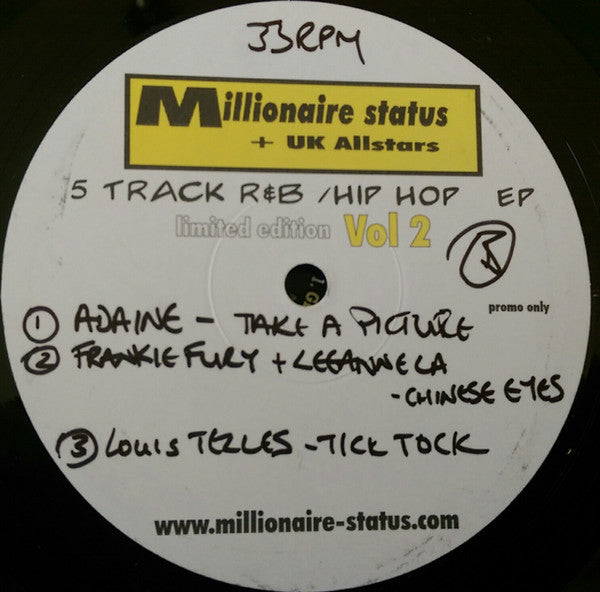 33RPM
Millionaire status
+ UK Allstars
5 TRACK R&B / HIP HOP EP
limited edition Vol 2
B
promo only
1 ADAINE - TAKE A PICTURE
2 FRANKIE FURY + LEEANNE LA
- CHINESE EYES
3 LOUIS TELLES - TICK TOCK
www.millionaire-status.com